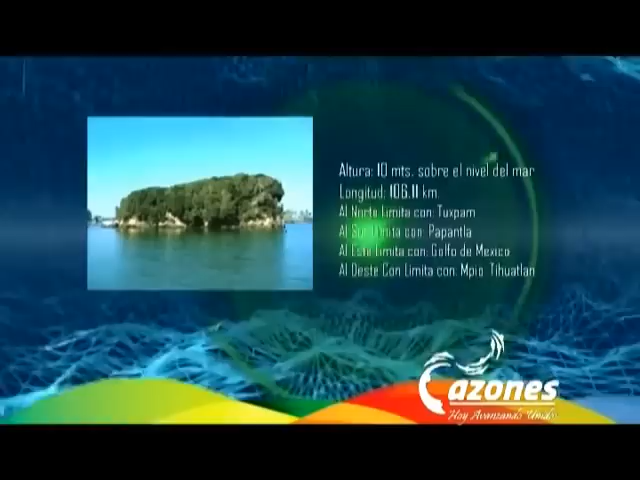 Altura: 10 mts. sobre el nivel del mar
Longitud: 106.11 km
Al Norte Limita con: Tuxpam
Al Sur Limita con: Papantla
Al Este Limita con: Golfo de Mexico
Al Oeste Con Limita con: Mpio. Tihuatlan
Cazones
Hoy Avanzando Unidos